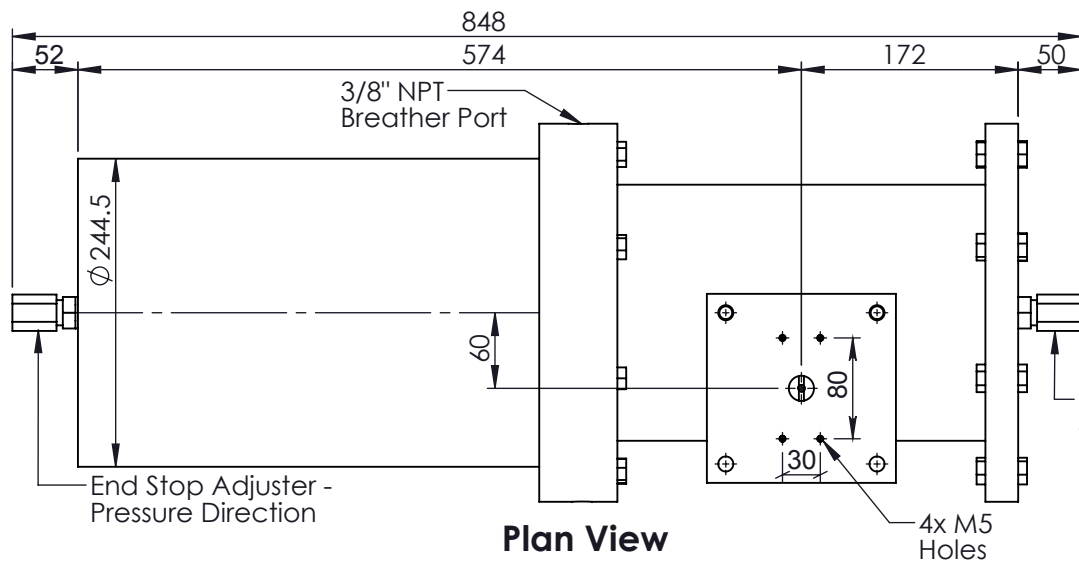 848
52
574
172
50
3/8" NPT
Breather Port
Ø244.5
60
80
30
End Stop Adjuster -
Pressure Direction
4x M5
Holes
Plan View